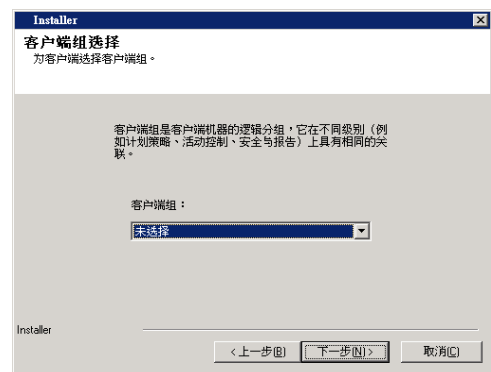 Installer
客户端组选择
为客户端选择客户端组。
客户端组是客户端机器的逻辑分组，它在不同级别（例
如计划策略、活动控制、安全与报告）上具有相同的关
联。
客户端组：
未选择
Installer
<上一步(B)
下一步(N)>
取消(C)